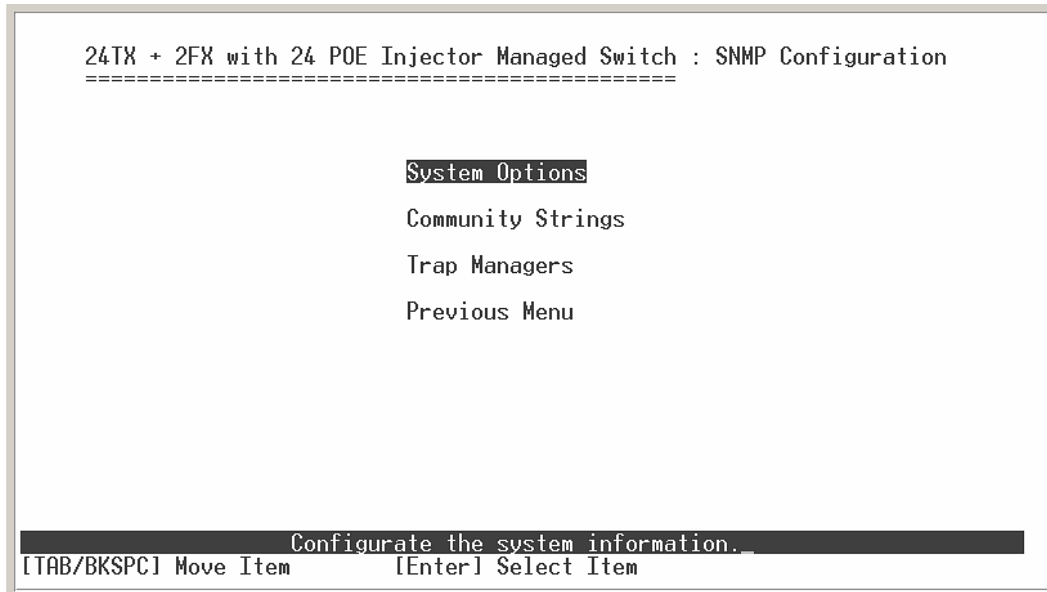 24TX + 2FX with 24 POE Injector Managed Switch : SNMP Configuration
==============================================
System Options
Community Strings
Trap Managers
Previous Menu
Configurate the system information._
[TAB/BKSPC] Move Item [Enter] Select Item